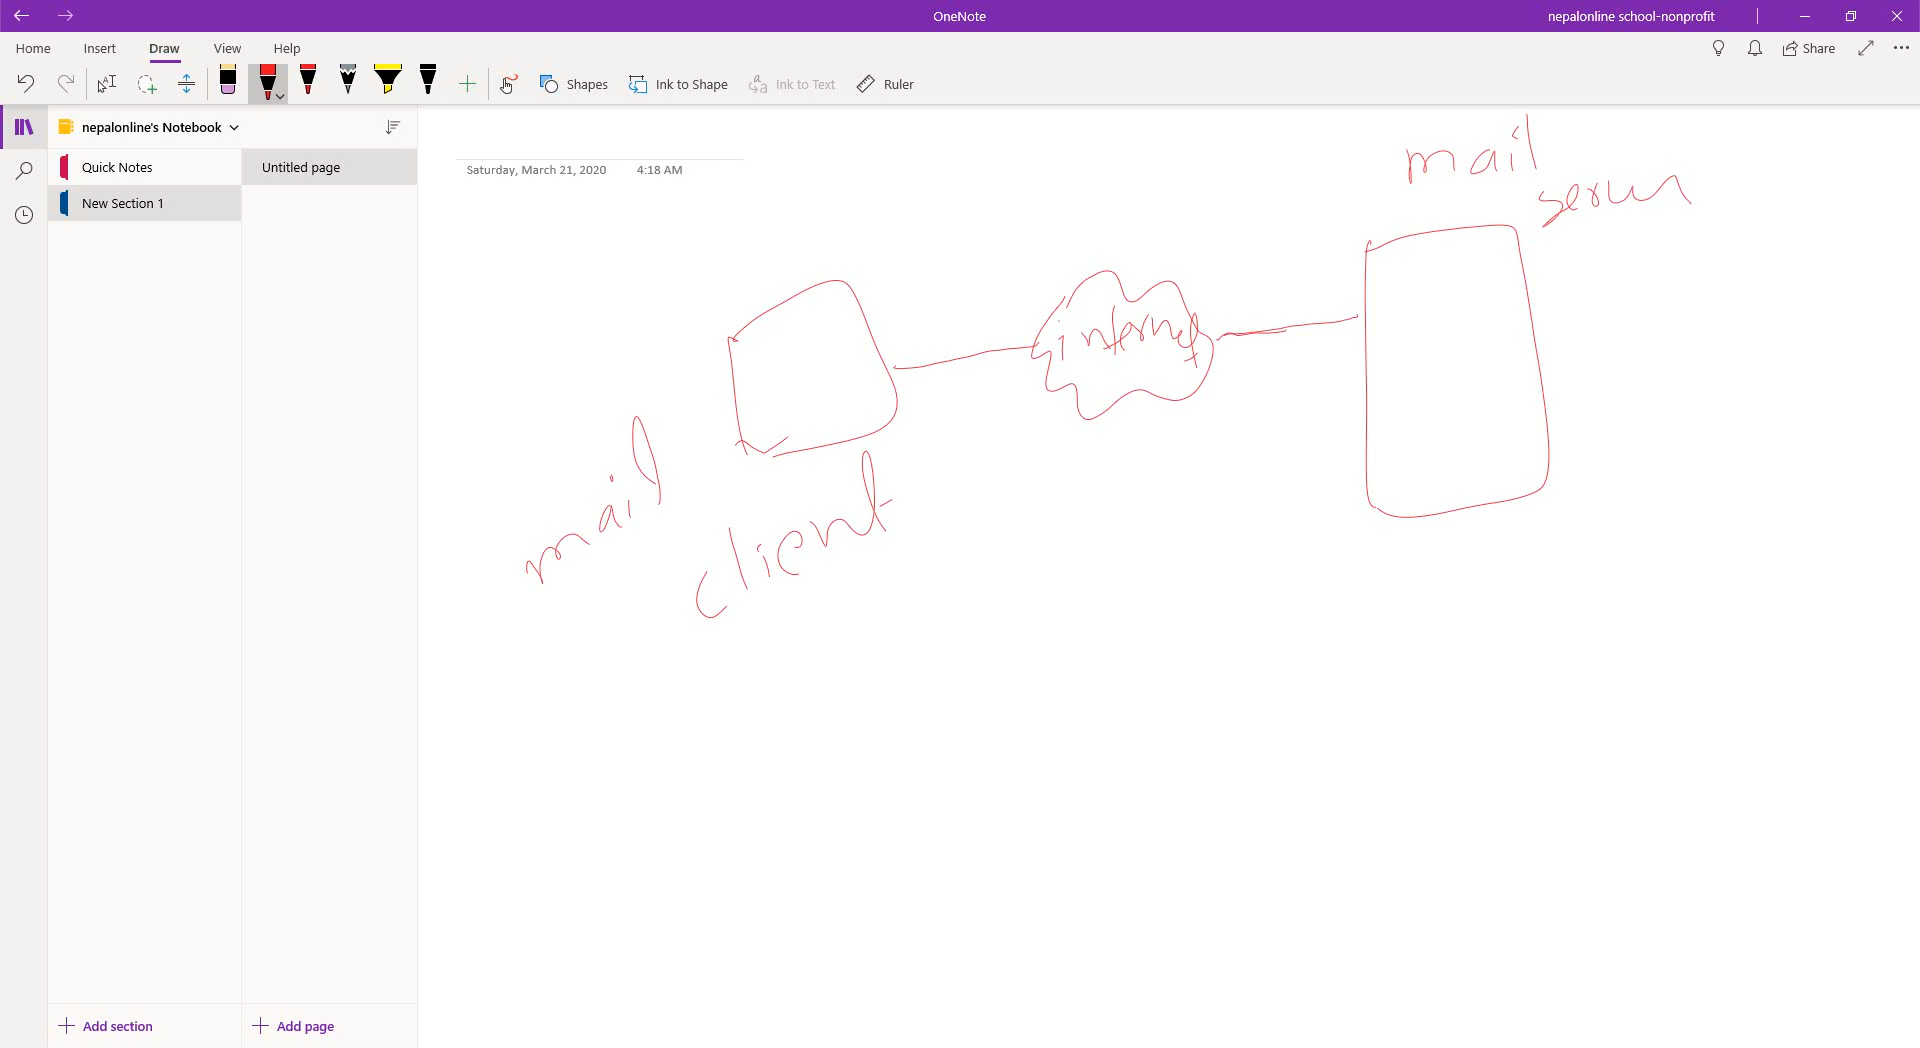 OneNote
nepalonline school-nonprofit
Home Insert Draw View Help
Share
Shapes Ink to Shape Ink to Text Ruler
nepalonline's Notebook
Quick Notes
New Section 1
Untitled page
Saturday, March 21, 2020 4:18 AM
mail
internet
mail
client
Add section
Add page